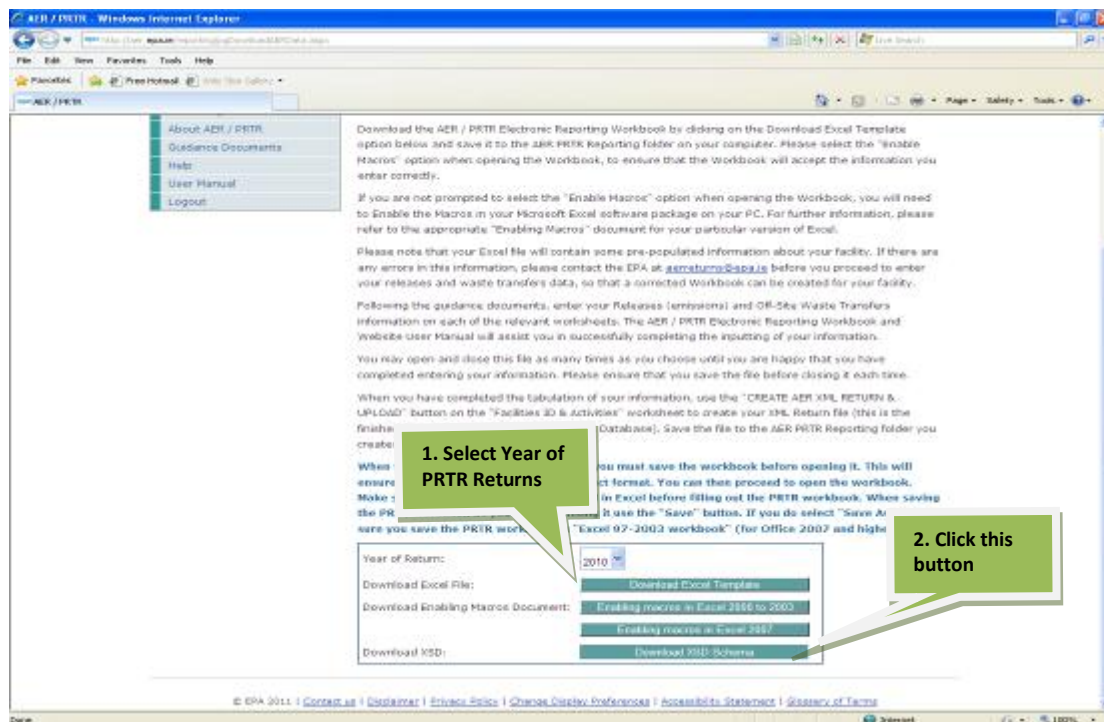 AER / PRTR - Windows Internet Explorer
File Edit View Favorites Tools Help
Favorites Free Hotmail
AER / PRTR
Page Safety Tools
About AER / PRTR
Guidance Documents
Help
User Manual
Logout
Download the AER / PRTR Electronic Reporting Workbook by clicking on the Download Excel Template
option below and save it to the AER PRTR Reporting folder on your computer. Please select the "Enable
Macros" option when opening the Workbook, to ensure that the Workbook will accept the information you
enter correctly.
If you are not prompted to select the "Enable Macros" option when opening the Workbook, you will need
to Enable the Macros in your Microsoft Excel software package on your PC. For further information, please
refer to the appropriate "Enabling Macros" document for your particular version of Excel.
Please note that your Excel file will contain some pre-populated information about your facility. If there are
any errors in this information, please contact the EPA at aerreturns@epa.ie before you proceed to enter
your releases and waste transfers data, so that a corrected Workbook can be created for your facility.
Following the guidance documents, enter your Releases (emissions) and Off-Site Waste Transfers
information on each of the relevant worksheets. The AER / PRTR Electronic Reporting Workbook and
Website User Manual will assist you in successfully completing the inputting of your information.
You may open and close this file as many times as you choose until you are happy that you have
completed entering your information. Please ensure that you save the file before closing it each time.
When you have completed the tabulation of your information, use the "CREATE AER XML RETURN &
UPLOAD" button on the "Facilities ID & Activities" worksheet to create your XML Return file (this is the
finishe Database). Save the file to the AER PRTR Reporting folder you
create
1. Select Year of
PRTR Returns
When you must save the workbook before opening it. This will
ensure ct format. You can then proceed to open the workbook.
Make s in Excel before filling out the PRTR workbook. When saving
the PR it use the "Save" button. If you do select "Save A
sure you save the PRTR work "Excel 97-2003 workbook" (for Office 2007 and highe
2. Click this
button
Year of Return: 2010
Download Excel File: Download Excel Template
Download Enabling Macros Document: Enabling macros in Excel 2000 to 2003
Enabling macros in Excel 2007
Download XSD: Download XSD Schema
© EPA 2011 | Contact us | Disclaimer | Privacy Policy | Change Display Preferences | Accessibility Statement | Glossary of Terms
Done Internet 100%